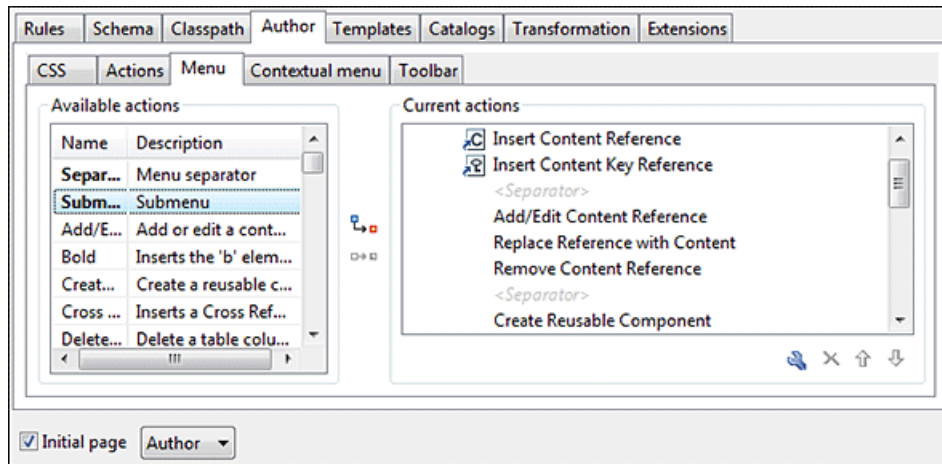 Rules Schema Classpath Author Templates Catalogs Transformation Extensions
CSS Actions Menu Contextual menu Toolbar
Available actions
Name Description
Separ... Menu separator
Subm... Submenu
Add/E... Add or edit a cont...
Bold Inserts the 'b' elem...
Creat... Create a reusable c...
Cross ... Inserts a Cross Ref...
Delete... Delete a table colu...
Current actions
Insert Content Reference
Insert Content Key Reference
<Separator>
Add/Edit Content Reference
Replace Reference with Content
Remove Content Reference
<Separator>
Create Reusable Component
Initial page Author